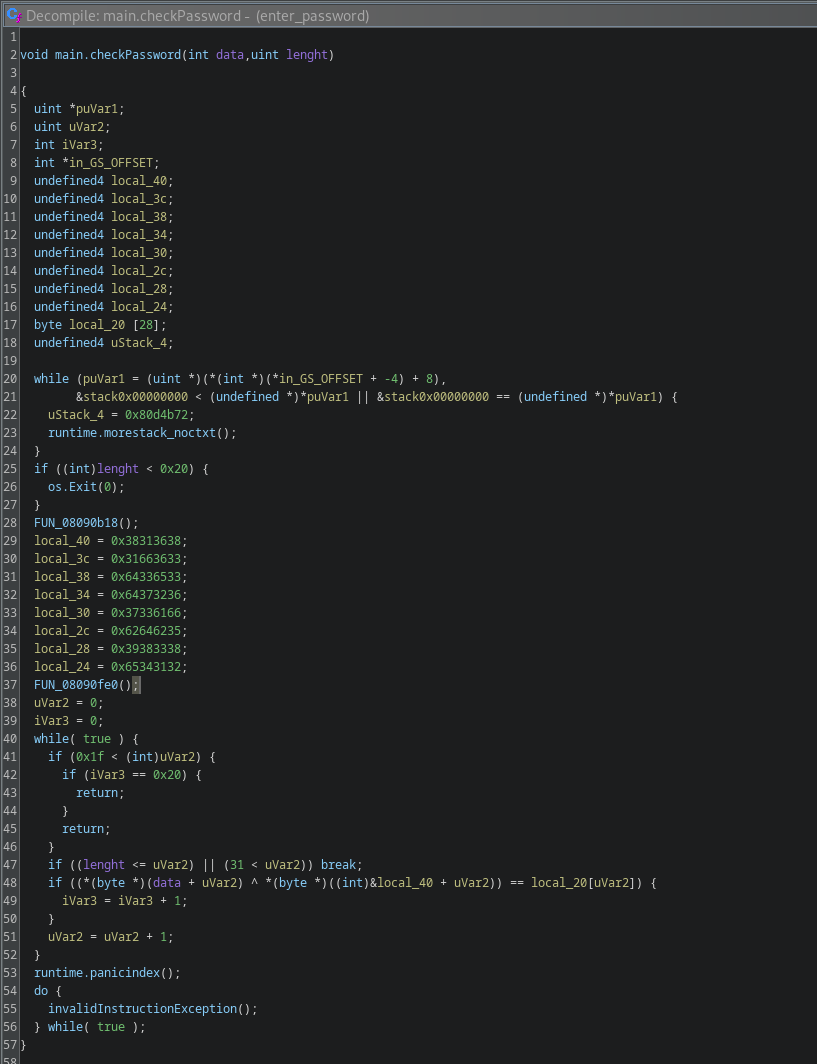 Decompile: main.checkPassword - (enter_password)
1
2 void main.checkPassword(int data,uint lenght)
3
4 {
5   uint *puVar1;
6   uint uVar2;
7   int iVar3;
8   int *in_GS_OFFSET;
9   undefined4 local_40;
10   undefined4 local_3c;
11   undefined4 local_38;
12   undefined4 local_34;
13   undefined4 local_30;
14   undefined4 local_2c;
15   undefined4 local_28;
16   undefined4 local_24;
17   byte local_20 [28];
18   undefined4 uStack_4;
19
20   while (puVar1 = (uint *)(*(int *)(*in_GS_OFFSET + -4) + 8),
21         &stack0x00000000 < (undefined *)*puVar1 || &stack0x00000000 == (undefined *)*puVar1) {
22     uStack_4 = 0x80d4b72;
23     runtime.morestack_noctxt();
24   }
25   if ((int)lenght < 0x20) {
26     os.Exit(0);
27   }
28   FUN_08090b18();
29   local_40 = 0x38313638;
30   local_3c = 0x31663633;
31   local_38 = 0x64336533;
32   local_34 = 0x64373236;
33   local_30 = 0x37336166;
34   local_2c = 0x62646235;
35   local_28 = 0x39383338;
36   local_24 = 0x65343132;
37   FUN_08090fe0();
38   uVar2 = 0;
39   iVar3 = 0;
40   while( true ) {
41     if (0x1f < (int)uVar2) {
42       if (iVar3 == 0x20) {
43         return;
44       }
45       return;
46     }
47     if ((lenght <= uVar2) || (31 < uVar2)) break;
48     if ((*(byte *)(data + uVar2) ^ *(byte *)((int)&local_40 + uVar2)) == local_20[uVar2]) {
49       iVar3 = iVar3 + 1;
50     }
51     uVar2 = uVar2 + 1;
52   }
53   runtime.panicindex();
54   do {
55     invalidInstructionException();
56   } while( true );
57 }
58